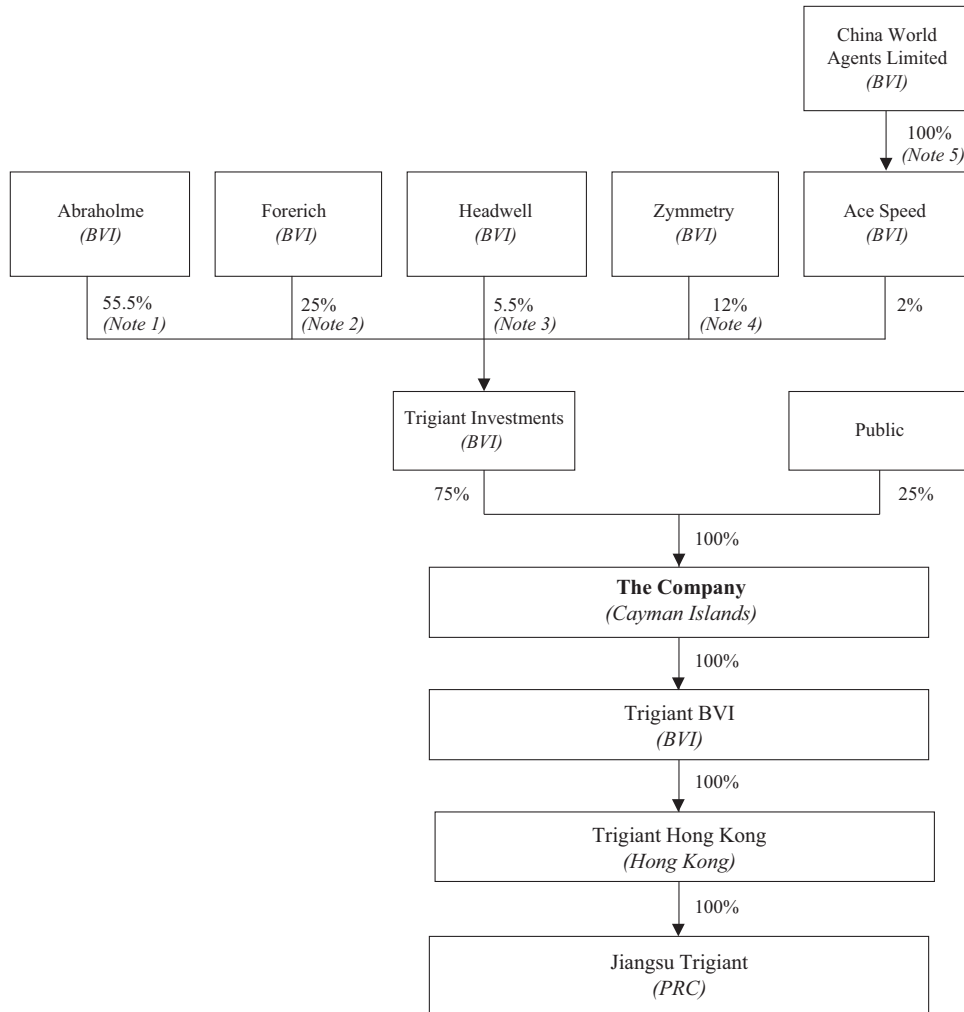 China World
Agents Limited
(BVI)
100%
(Note 5)
Abraholme
(BVI)
Forerich
(BVI)
Headwell
(BVI)
Zymmetry
(BVI)
Ace Speed
(BVI)
55.5%
(Note 1)
25%
(Note 2)
5.5%
(Note 3)
12%
(Note 4)
2%
Trigiant Investments
(BVI)
Public
75%
25%
100%
The Company
(Cayman Islands)
100%
Trigiant BVI
(BVI)
100%
Trigiant Hong Kong
(Hong Kong)
100%
Jiangsu Trigiant
(PRC)